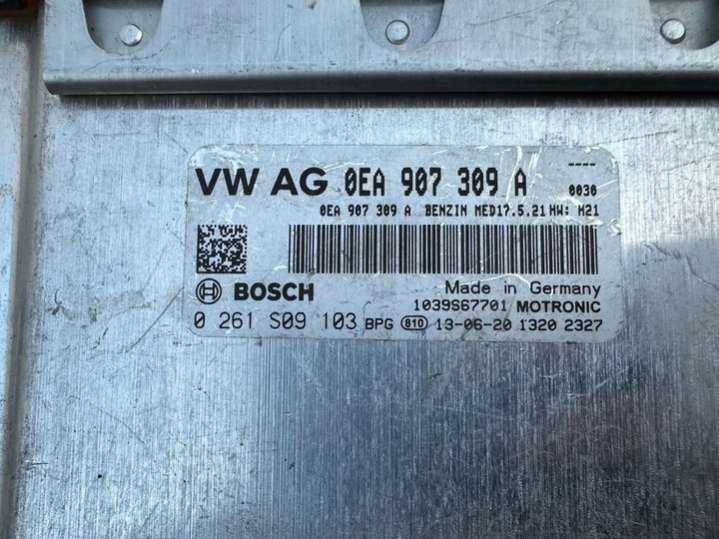 ----
VW AG 0EA 907 309 A 0030
0EA 907 309 A BENZIN MED17.5.21 HW: H21
BOSCH Made in Germany
1039S67701 MOTRONIC
0 261 S09 103 BPG 810 13-06-20 1320 2327